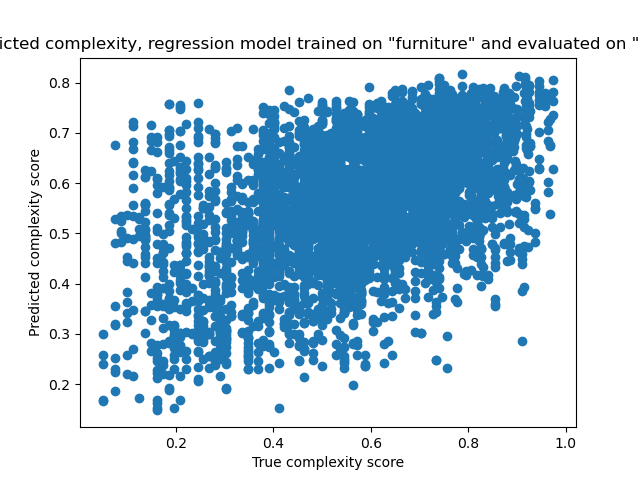 icted complexity, regression model trained on "furniture" and evaluated on "
0.8
0.7
0.6
0.5
0.4
0.3
0.2
Predicted complexity score
0.2 0.4 0.6 0.8 1.0
True complexity score